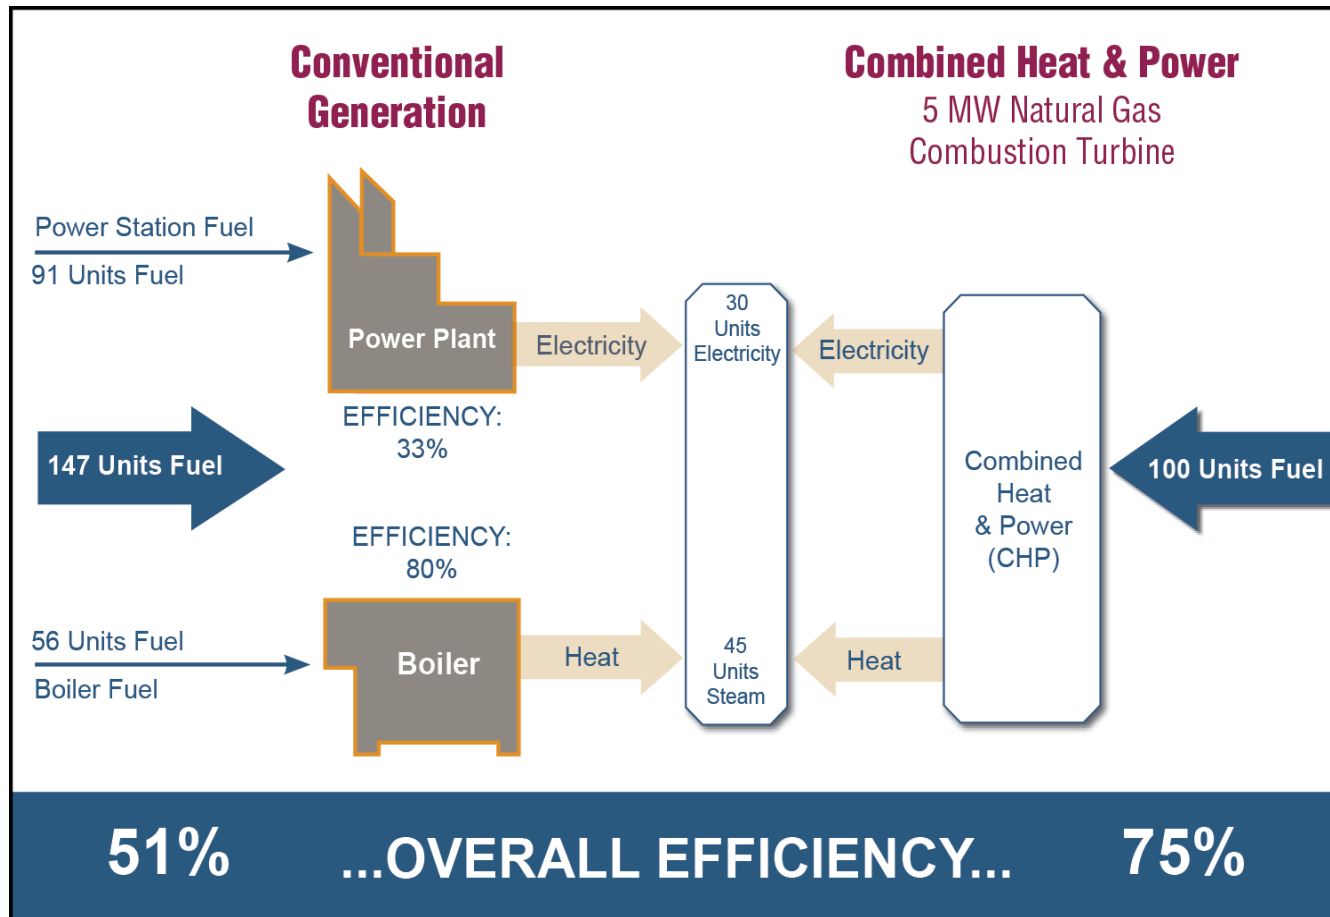 Conventional
Generation
Combined Heat & Power
5 MW Natural Gas
Combustion Turbine
Power Station Fuel
91 Units Fuel
Power Plant
Electricity
30
Units
Electricity
Electricity
EFFICIENCY:
33%
147 Units Fuel
Combined
Heat
& Power
(CHP)
100 Units Fuel
EFFICIENCY:
80%
56 Units Fuel
Boiler Fuel
Boiler
Heat
45
Units
Steam
Heat
51%
...OVERALL EFFICIENCY...
75%